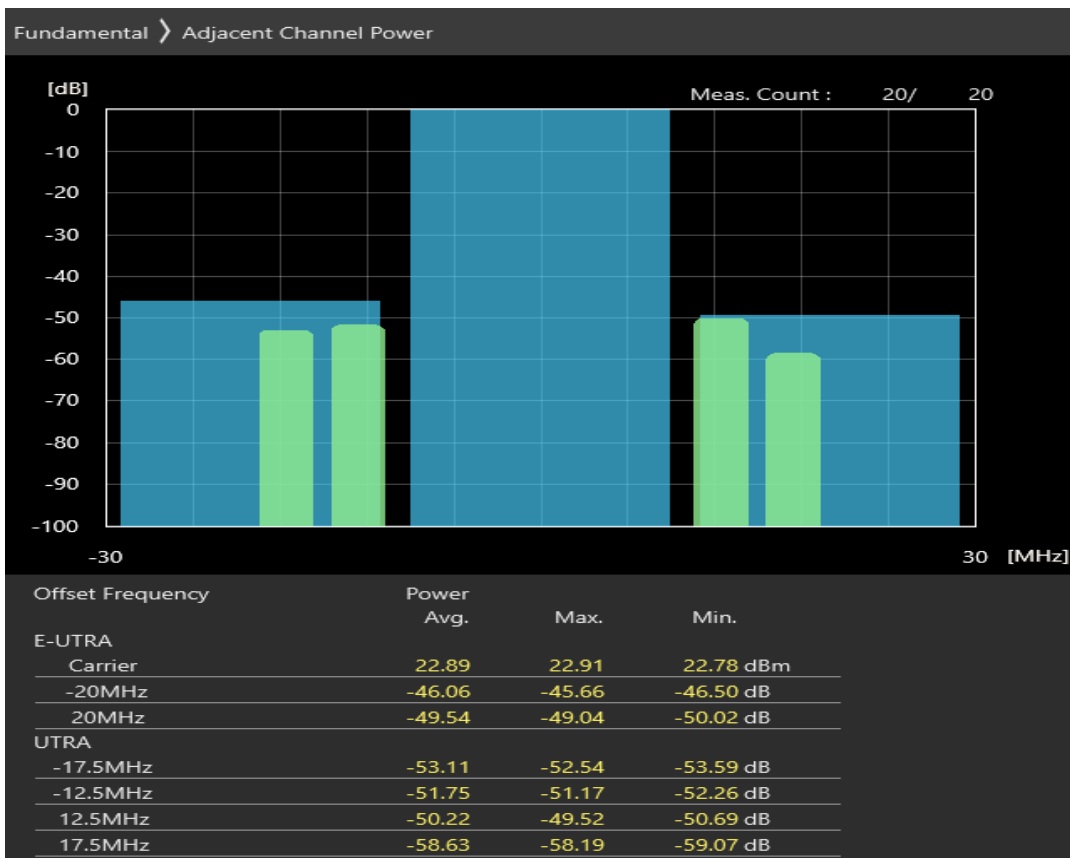 Fundamental 〉 Adjacent Channel Power
[dB]
Meas. Count : 20/ 20
0
-10
-20
-30
-40
-50
-60
-70
-80
-90
-100
-30 30 [MHz]
Offset Frequency Power
Avg. Max. Min.
E-UTRA
Carrier 22.89 22.91 22.78 dBm
-20MHz -46.06 -45.66 -46.50 dB
20MHz -49.54 -49.04 -50.02 dB
UTRA
-17.5MHz -53.11 -52.54 -53.59 dB
-12.5MHz -51.75 -51.17 -52.26 dB
12.5MHz -50.22 -49.52 -50.69 dB
17.5MHz -58.63 -58.19 -59.07 dB